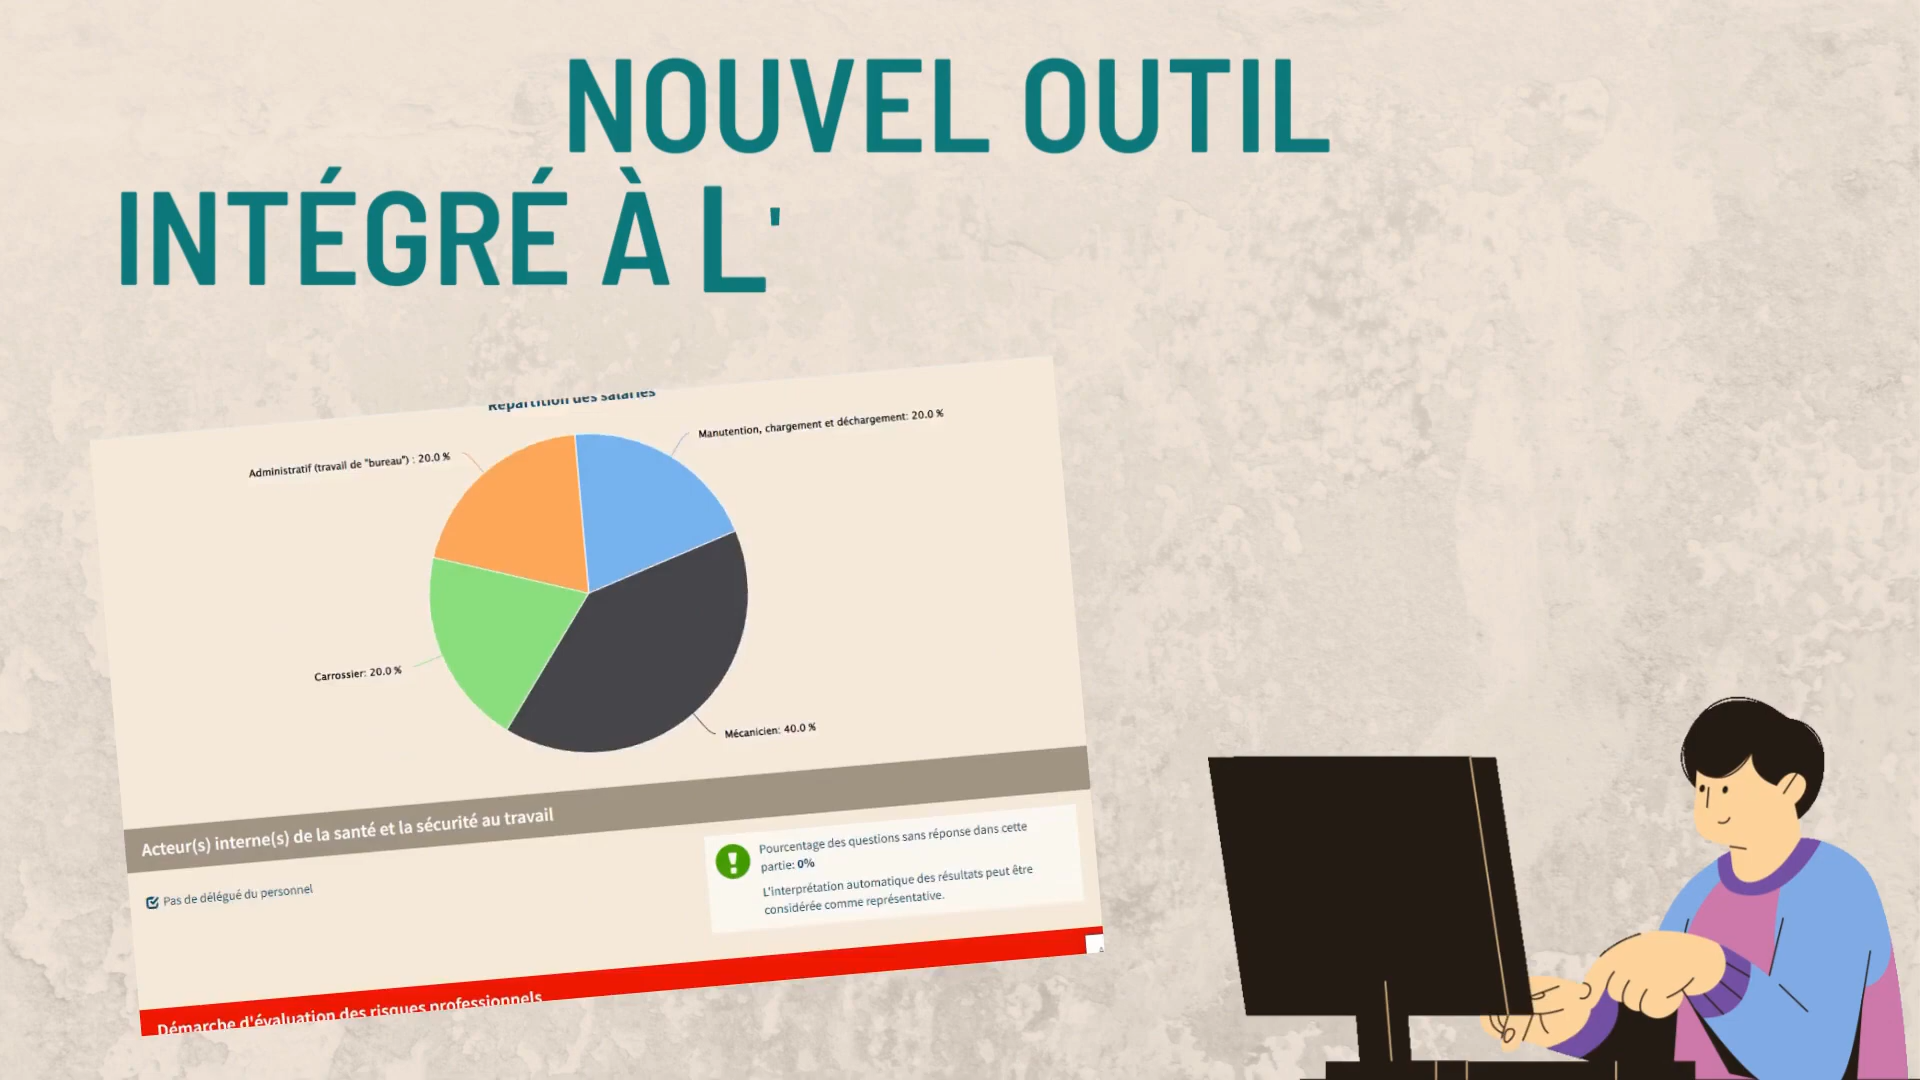 NOUVEL OUTIL
INTÉGRÉ À L'
Répartition des salariés
Manutention, chargement et déchargement: 20.0 %
Administratif (travail de "bureau") : 20.0 %
Carrossier: 20.0 %
Mécanicien: 40.0 %
Acteur(s) interne(s) de la santé et la sécurité au travail
Pas de délégué du personnel
Pourcentage des questions sans réponse dans cette
partie: 0%
L'interprétation automatique des résultats peut être
considérée comme représentative.
Démarche d'évaluation des risques professionnels